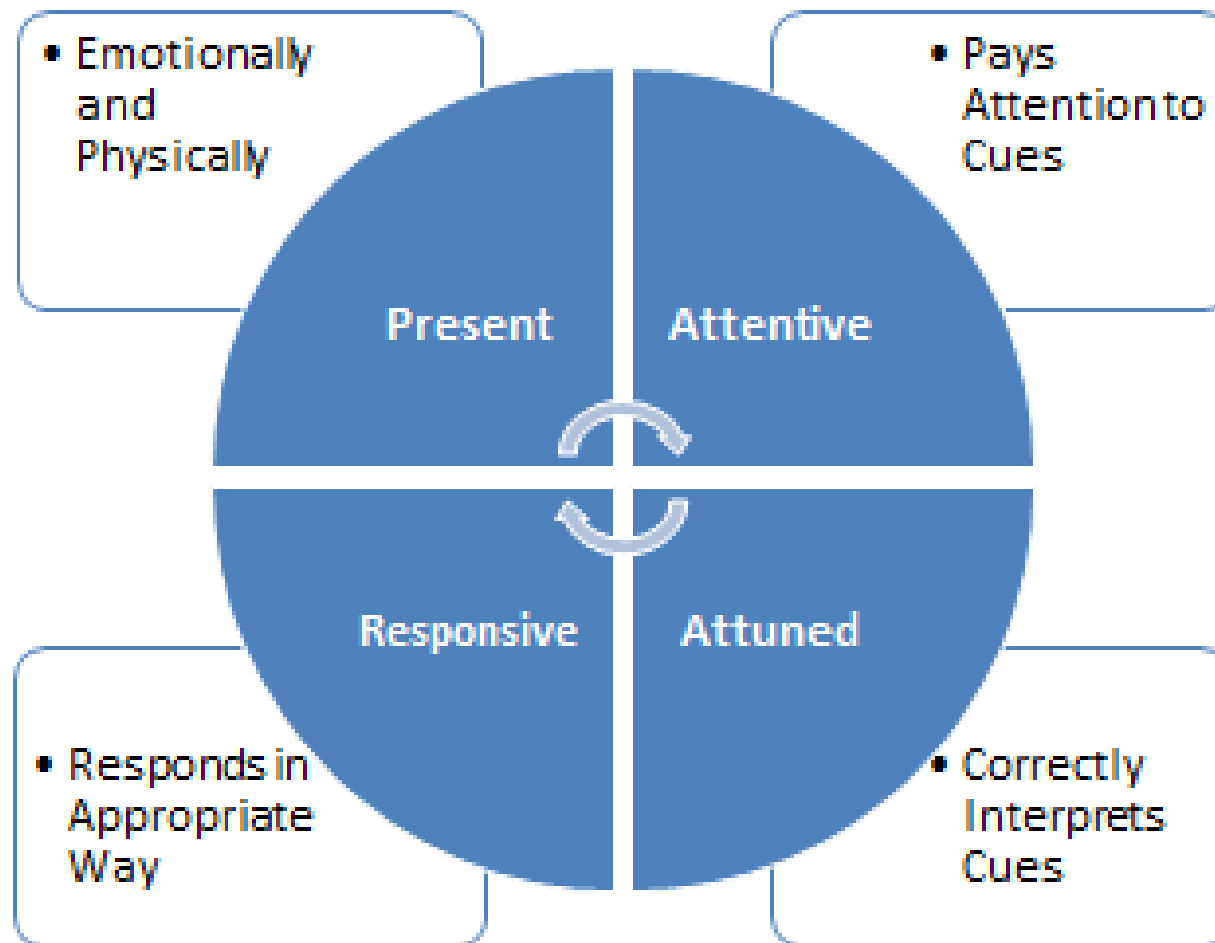 • Emotionally
and
Physically
• Pays
Attention to
Cues
Present
Attentive
Responsive
Attuned
• Responds in
Appropriate
Way
• Correctly
Interprets
Cues